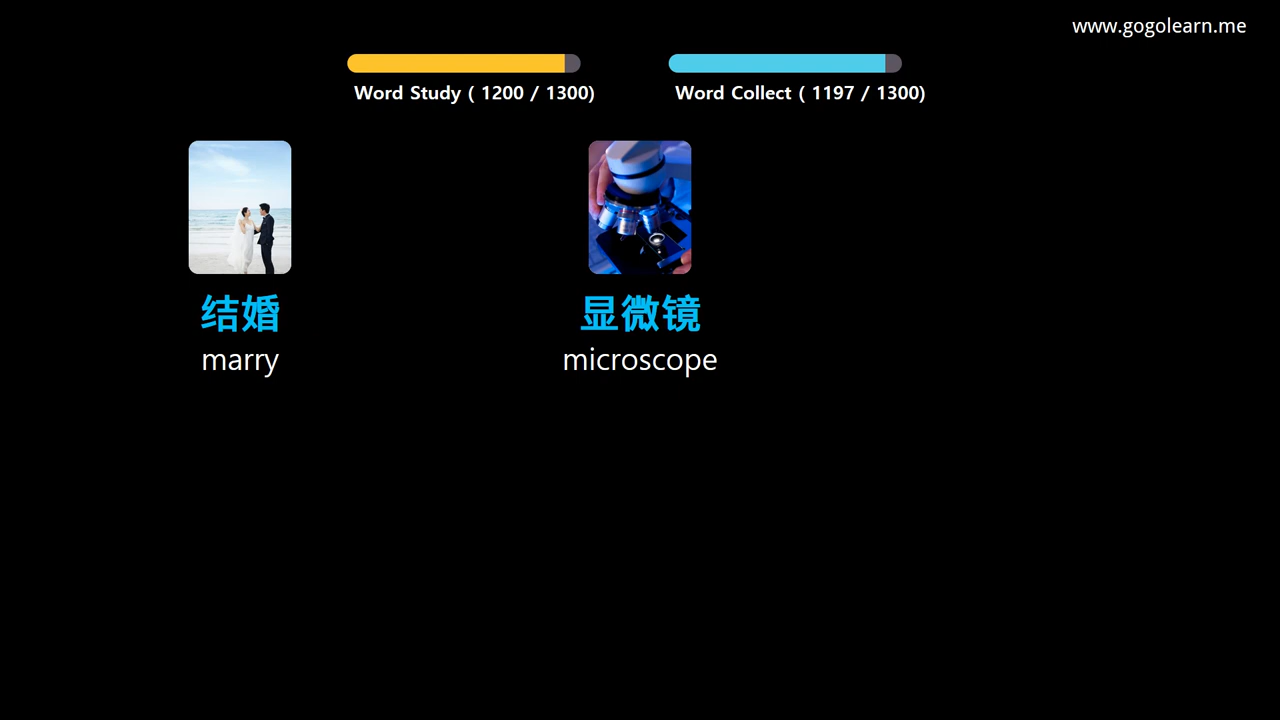 www.gogolearn.me
Word Study ( 1200 / 1300)
Word Collect ( 1197 / 1300)
结婚
marry
显微镜
microscope